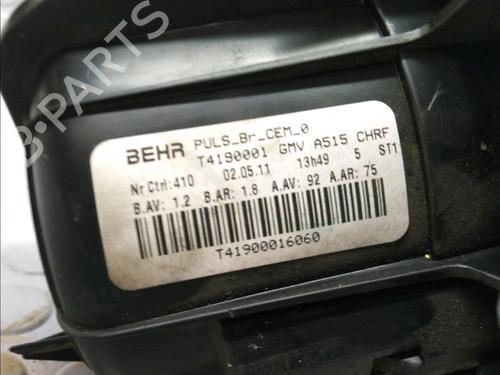 B-PARTS
BEHR PULS_Br_CEM_0
T4190001 GMV A515 CHRF
Nr Ctrl:410 02.05.11 13h49 5 ST1
B.AV: 1.2 B.AR: 1.8 A.AV: 92 A.AR: 75
T41900016060